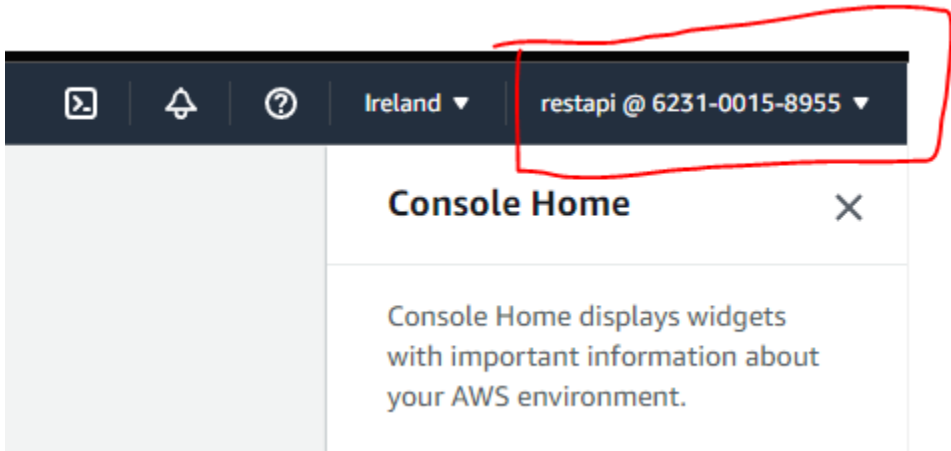 Ireland ▼ restapi @ 6231-0015-8955 ▼
Console Home
Console Home displays widgets
with important information about
your AWS environment.